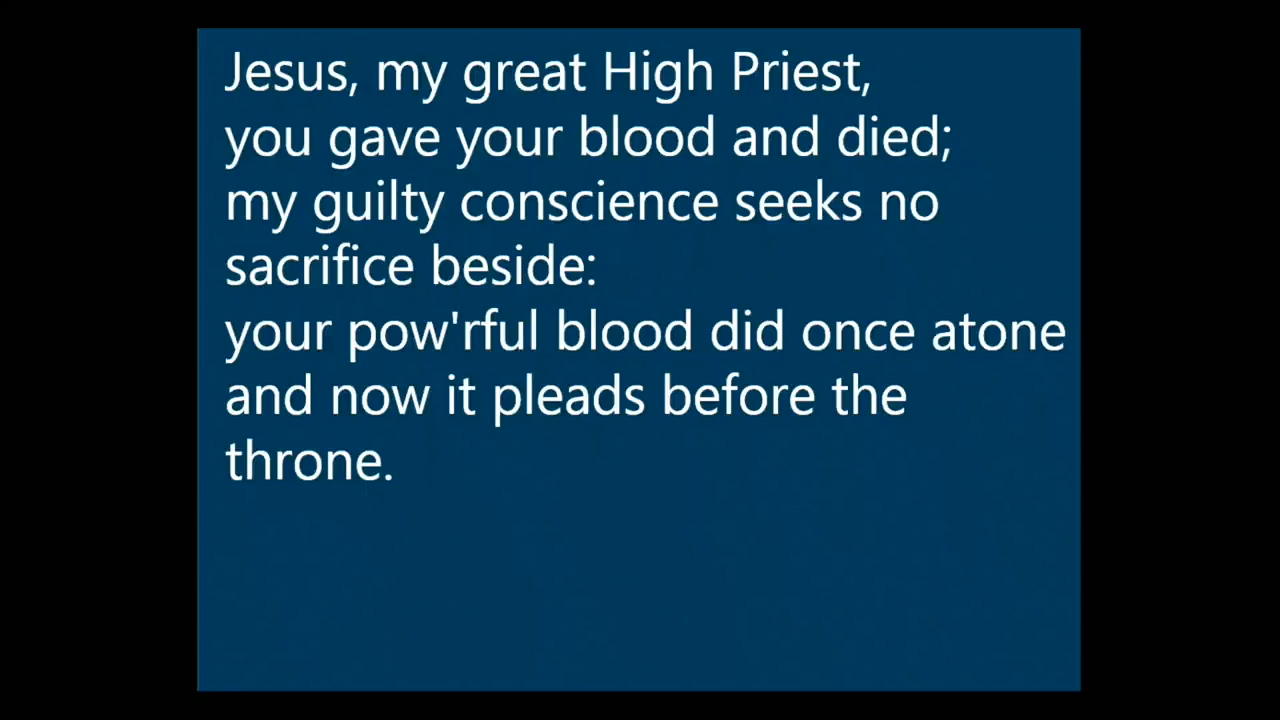 Jesus, my great High Priest,
you gave your blood and died;
my guilty conscience seeks no
sacrifice beside:
your pow'rful blood did once atone
and now it pleads before the
throne.